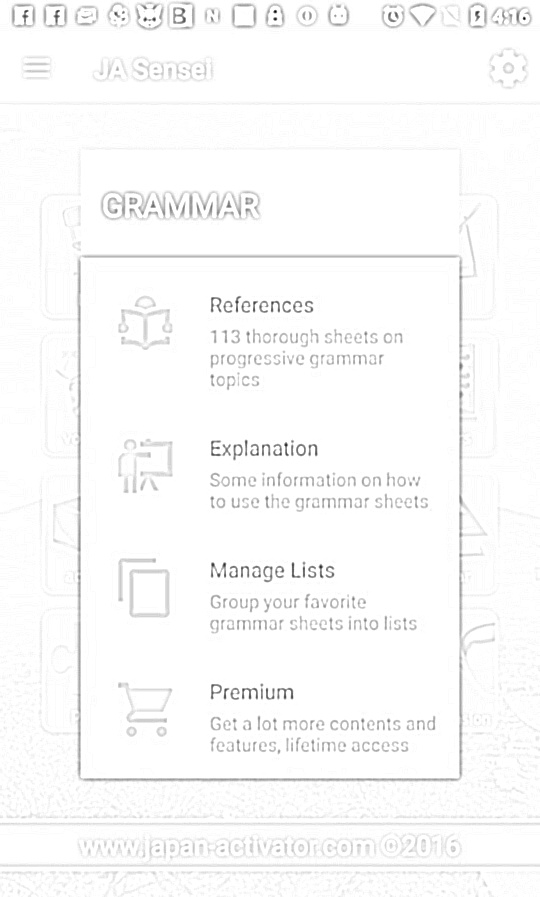 4:16
JA Sensei
GRAMMAR
References
113 thorough sheets on
progressive grammar
topics
Explanation
Some information on how
to use the grammar sheets
Manage Lists
Group your favorite
grammar sheets into lists
Premium
Get a lot more contents and
features, lifetime access
www.japan-activator.com ©2016